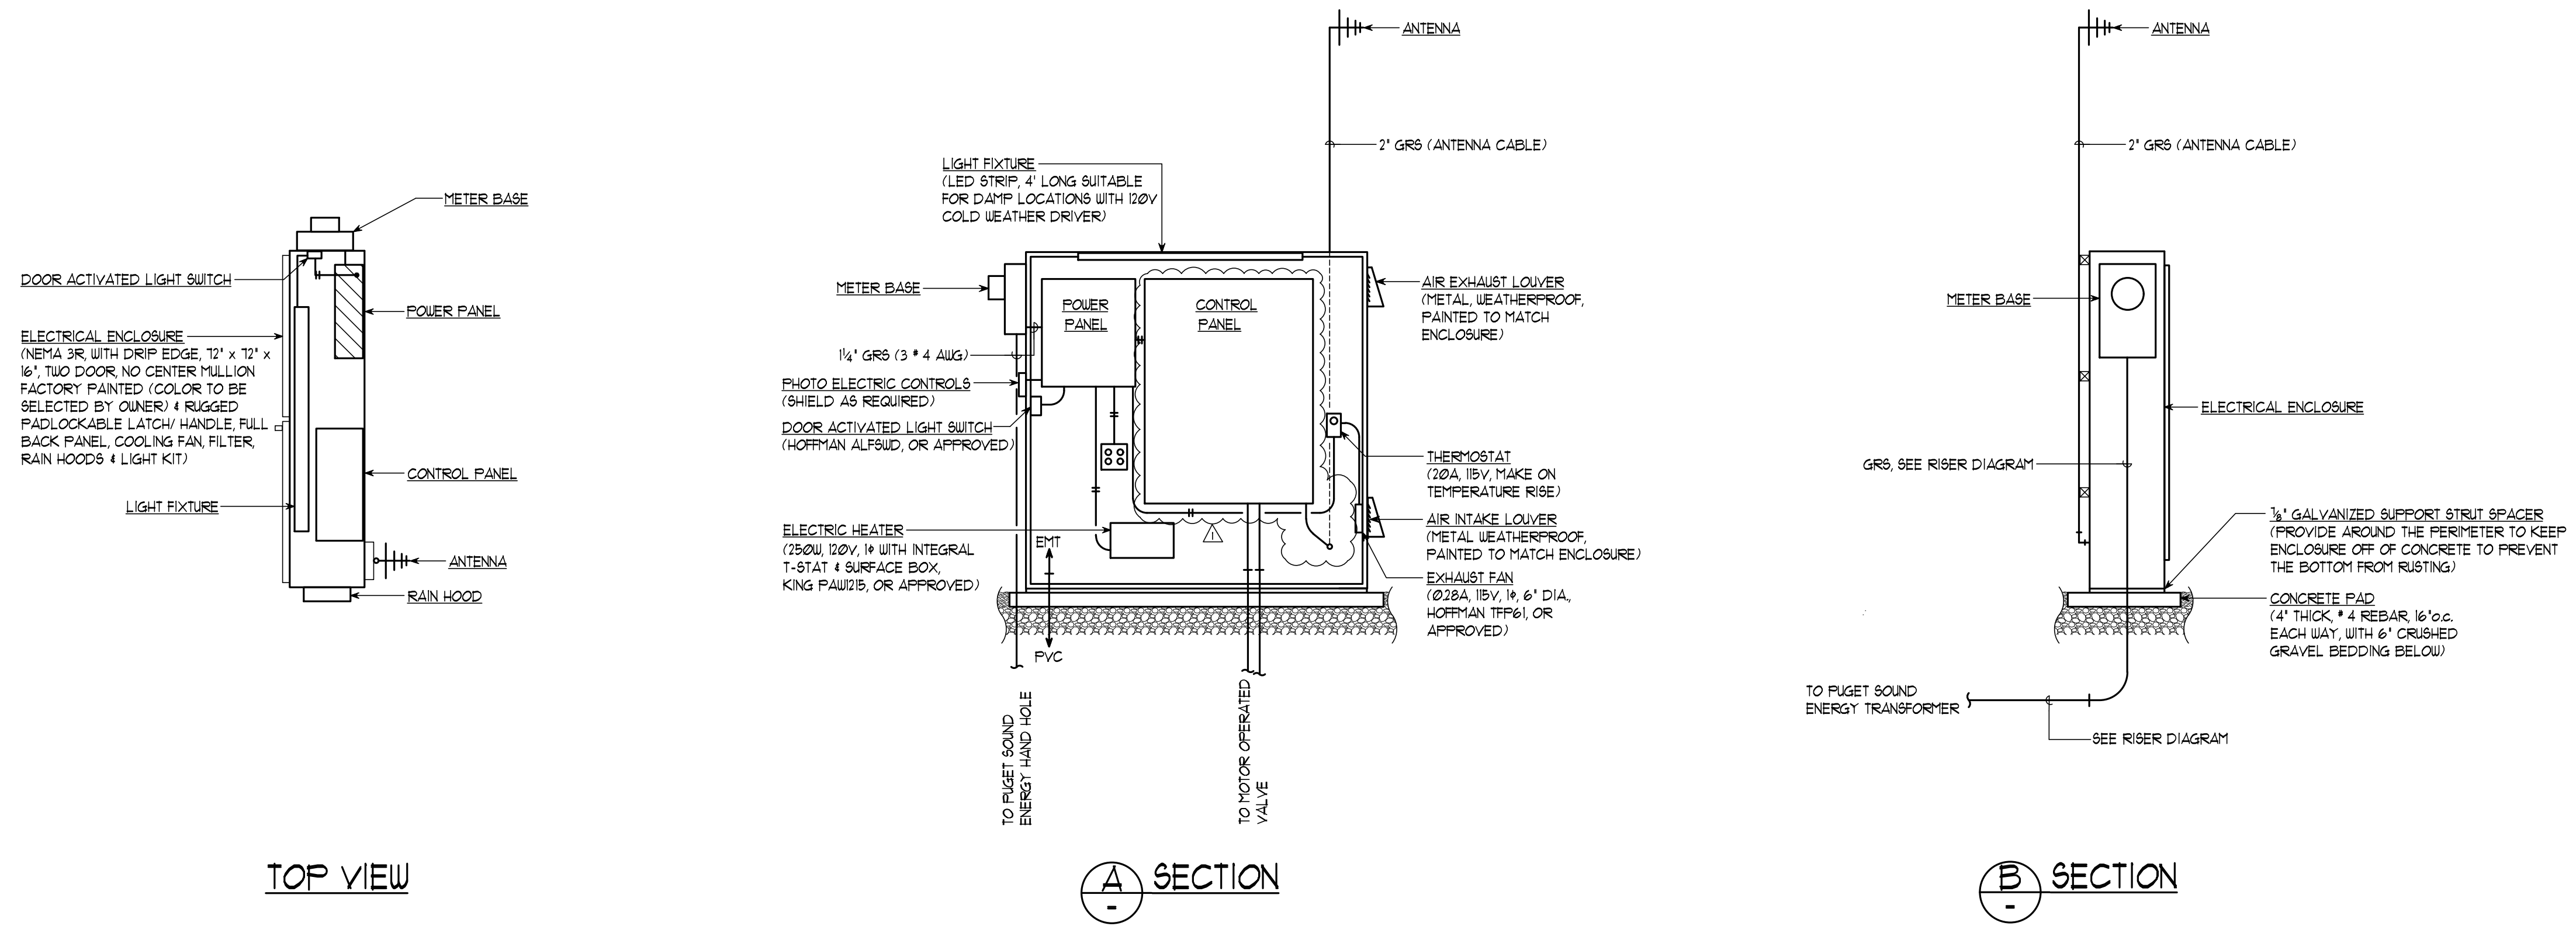 METER BASE
DOOR ACTIVATED LIGHT SWITCH
POWER PANEL
ELECTRICAL ENCLOSURE
(NEMA 3R, WITH DRIP EDGE, 72" x 72" x
16", TWO DOOR, NO CENTER MULLION
FACTORY PAINTED (COLOR TO BE
SELECTED BY OWNER) & RUGGED
PADLOCKABLE LATCH/ HANDLE, FULL
BACK PANEL, COOLING FAN, FILTER,
RAIN HOODS & LIGHT KIT)
CONTROL PANEL
LIGHT FIXTURE
ANTENNA
RAIN HOOD
TOP VIEW
ANTENNA
2" GRS (ANTENNA CABLE)
LIGHT FIXTURE
(LED STRIP, 4' LONG SUITABLE
FOR DAMP LOCATIONS WITH 120V
COLD WEATHER DRIVER)
METER BASE
POWER
PANEL
CONTROL
PANEL
AIR EXHAUST LOUVER
(METAL, WEATHERPROOF,
PAINTED TO MATCH
ENCLOSURE)
1¼" GRS (3 # 4 AWG)
PHOTO ELECTRIC CONTROLS
(SHIELD AS REQUIRED)
DOOR ACTIVATED LIGHT SWITCH
(HOFFMAN ALFSWD, OR APPROVED)
THERMOSTAT
(20A, 115V, MAKE ON
TEMPERATURE RISE)
ELECTRIC HEATER
(250W, 120V, 1ϕ WITH INTEGRAL
T-STAT & SURFACE BOX,
KING PAW1215, OR APPROVED)
AIR INTAKE LOUVER
(METAL WEATHERPROOF,
PAINTED TO MATCH ENCLOSURE)
EXHAUST FAN
(0.28A, 115V, 1ϕ, 6" DIA.,
HOFFMAN TFP61, OR
APPROVED)
1
EMT
PVC
TO PUGET SOUND
ENERGY HAND HOLE
TO MOTOR OPERATED
VALVE
A
-
SECTION
ANTENNA
2" GRS (ANTENNA CABLE)
METER BASE
ELECTRICAL ENCLOSURE
GRS, SEE RISER DIAGRAM
⅞" GALVANIZED SUPPORT STRUT SPACER
(PROVIDE AROUND THE PERIMETER TO KEEP
ENCLOSURE OFF OF CONCRETE TO PREVENT
THE BOTTOM FROM RUSTING)
CONCRETE PAD
(4" THICK, # 4 REBAR, 16"o.c.
EACH WAY, WITH 6" CRUSHED
GRAVEL BEDDING BELOW)
TO PUGET SOUND
ENERGY TRANSFORMER
SEE RISER DIAGRAM
B
-
SECTION